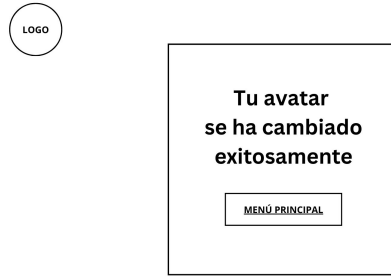 LOGO
Tu avatar
se ha cambiado
exitosamente
MENÚ PRINCIPAL